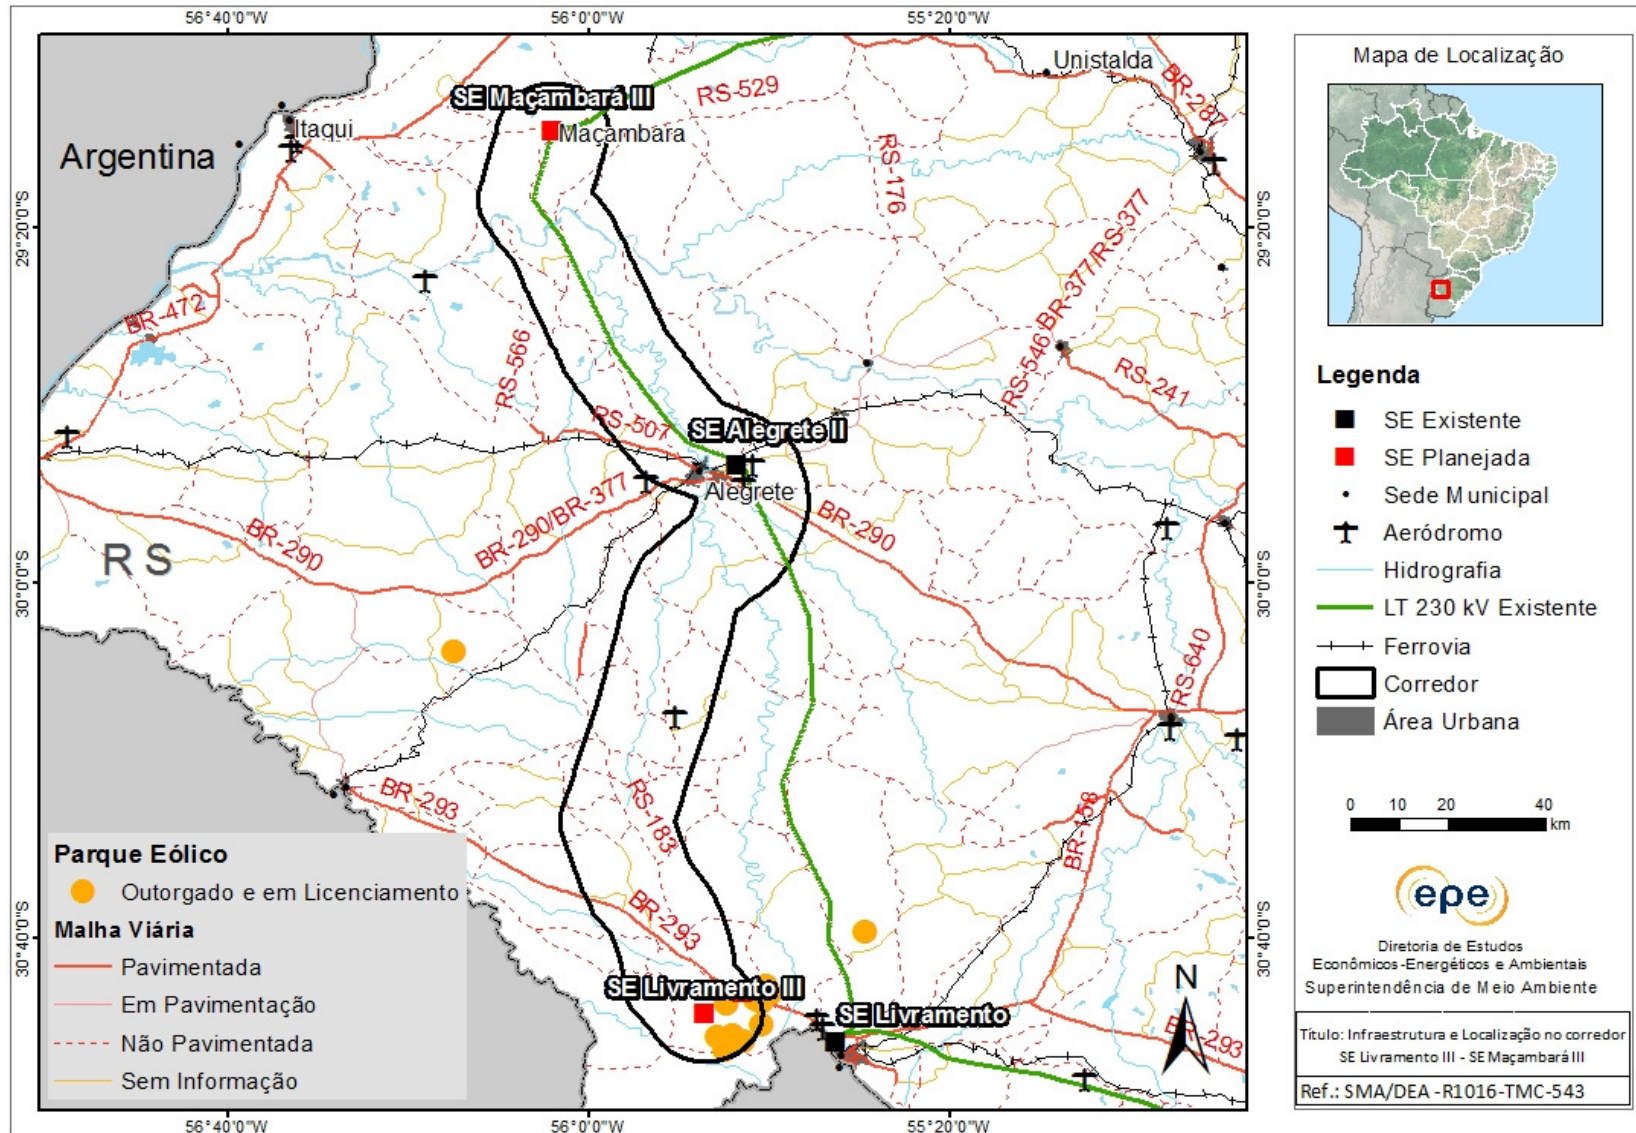 56°40'0"W
56°0'0"W
55°20'0"W
Unistalda
BR-287
SE Maçambará III
RS-529
Itaqui
Maçambara
Argentina
RS-176
29°20'0"S
29°20'0"S
BR-377/RS-377
BR-472
RS-566
RS-546
RS-241
RS-507
SE Alegrete II
Alegrete
BR-290/BR-377
BR-290
BR-290
RS
30°0'0"S
30°0'0"S
RS-640
BR-293
RS-183
BR-158
BR-293
30°40'0"S
30°40'0"S
SE Livramento III
SE Livramento
BR-293
N
Parque Eólico
Outorgado e em Licenciamento
Malha Viária
Pavimentada
Em Pavimentação
Não Pavimentada
Sem Informação
56°40'0"W
56°0'0"W
55°20'0"W
Mapa de Localização
Legenda
SE Existente
SE Planejada
Sede Municipal
Aeródromo
Hidrografia
LT 230 kV Existente
Ferrovia
Corredor
Área Urbana
0 10 20 40
km
epe
Diretoria de Estudos
Econômicos-Energéticos e Ambientais
Superintendência de Meio Ambiente
Título: Infraestrutura e Localização no corredor
SE Livramento III - SE Maçambará III
Ref.: SMA/DEA -R1016-TMC-543